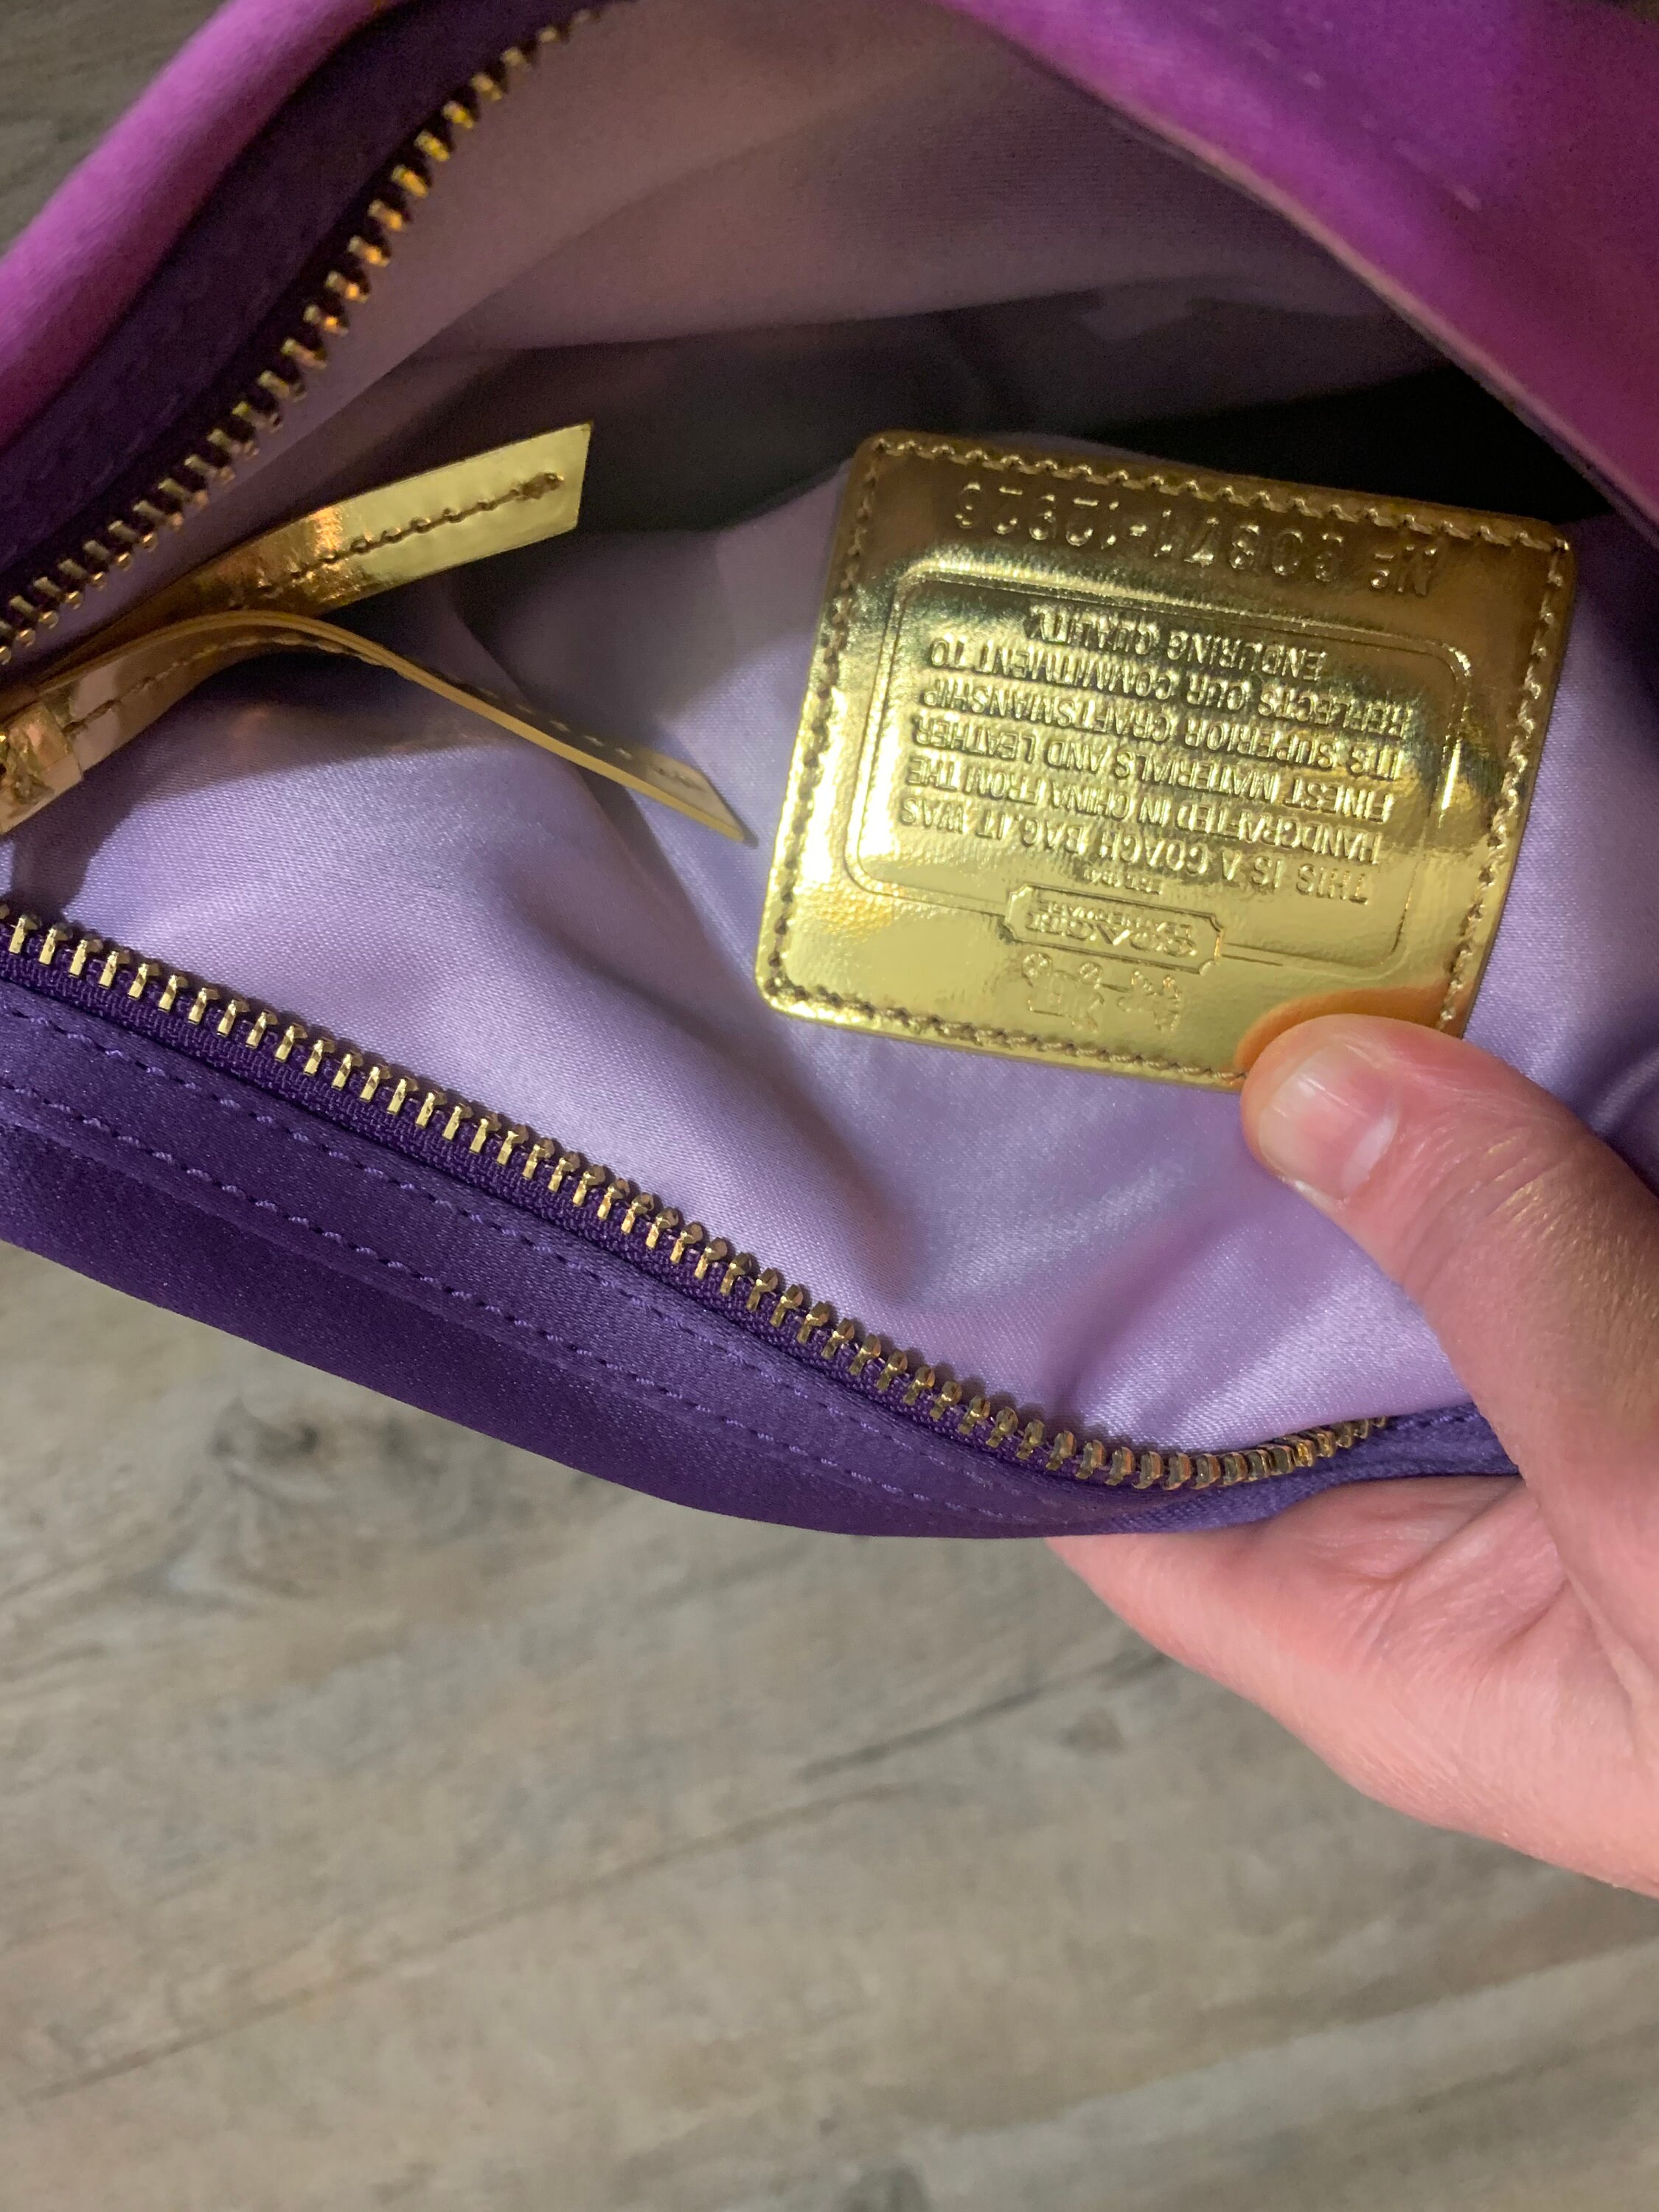 COACH
LEATHERWARE
EST. 1941
THIS IS A COACH BAG. IT WAS
HANDCRAFTED IN CHINA FROM THE
FINEST MATERIALS AND LEATHER.
ITS SUPERIOR CRAFTSMANSHIP
REFLECTS OUR COMMITMENT TO
ENDURING QUALITY.